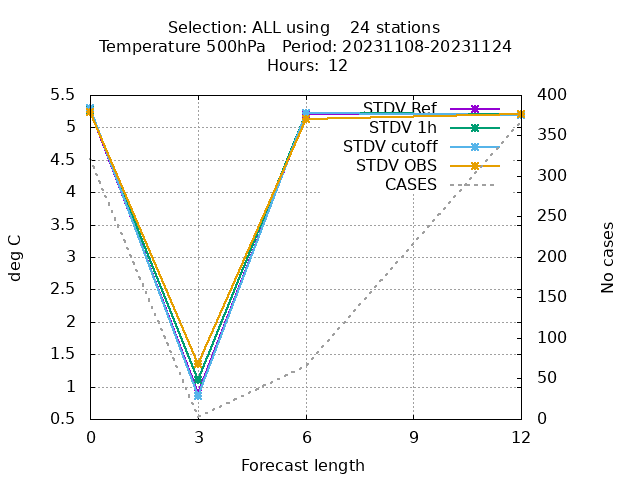 Selection: ALL using    24 stations
Temperature 500hPa   Period: 20231108-20231124
Hours:  12
5.5
5
4.5
4
3.5
3
2.5
2
1.5
1
0.5
400
350
300
250
200
150
100
50
0
STDV Ref
STDV 1h
STDV cutoff
STDV OBS
CASES
deg C
No cases
0 3 6 9 12
Forecast length